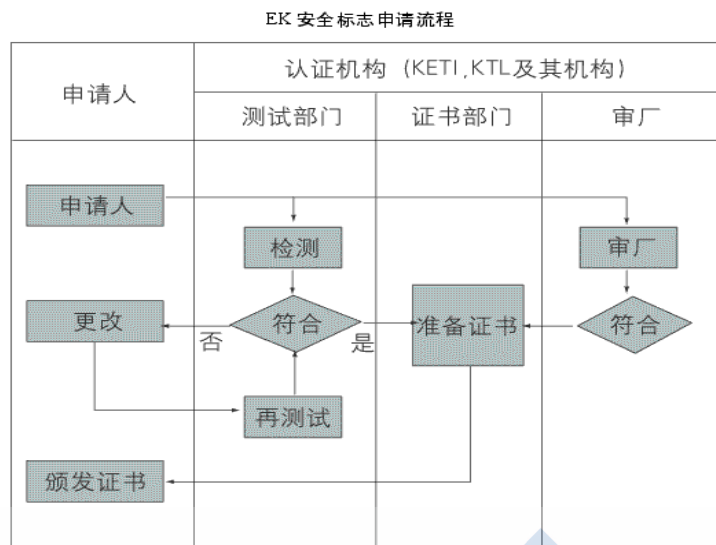 EK 安全标志申请流程
申请人
认证机构 (KETI,KTL及其机构)
测试部门
证书部门
审厂
申请人
检测
审厂
更改
否
符合
是
准备证书
符合
再测试
颁发证书